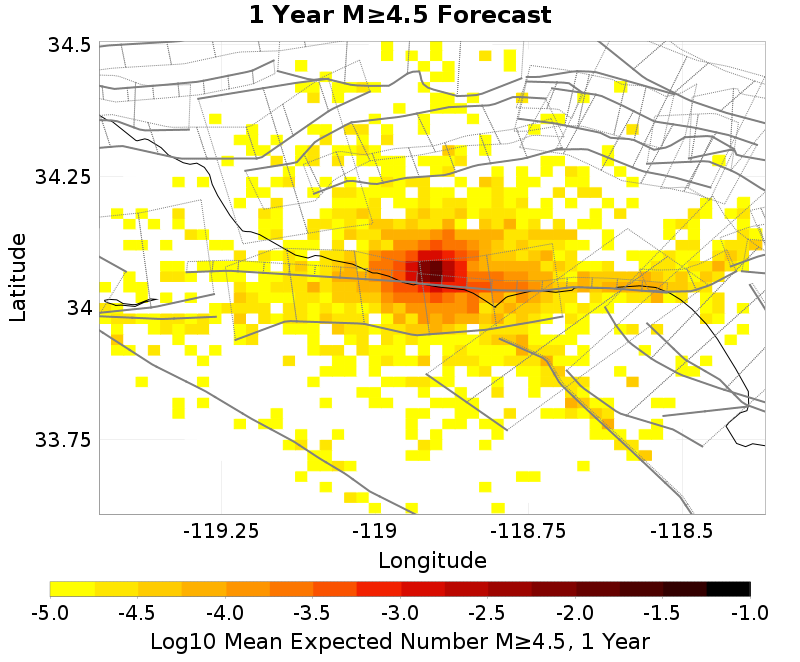 1 Year M≥4.5 Forecast
34.5
34.25
34
33.75
Latitude
-119.25 -119 -118.75 -118.5
Longitude
-5.0 -4.5 -4.0 -3.5 -3.0 -2.5 -2.0 -1.5 -1.0
Log10 Mean Expected Number M≥4.5, 1 Year